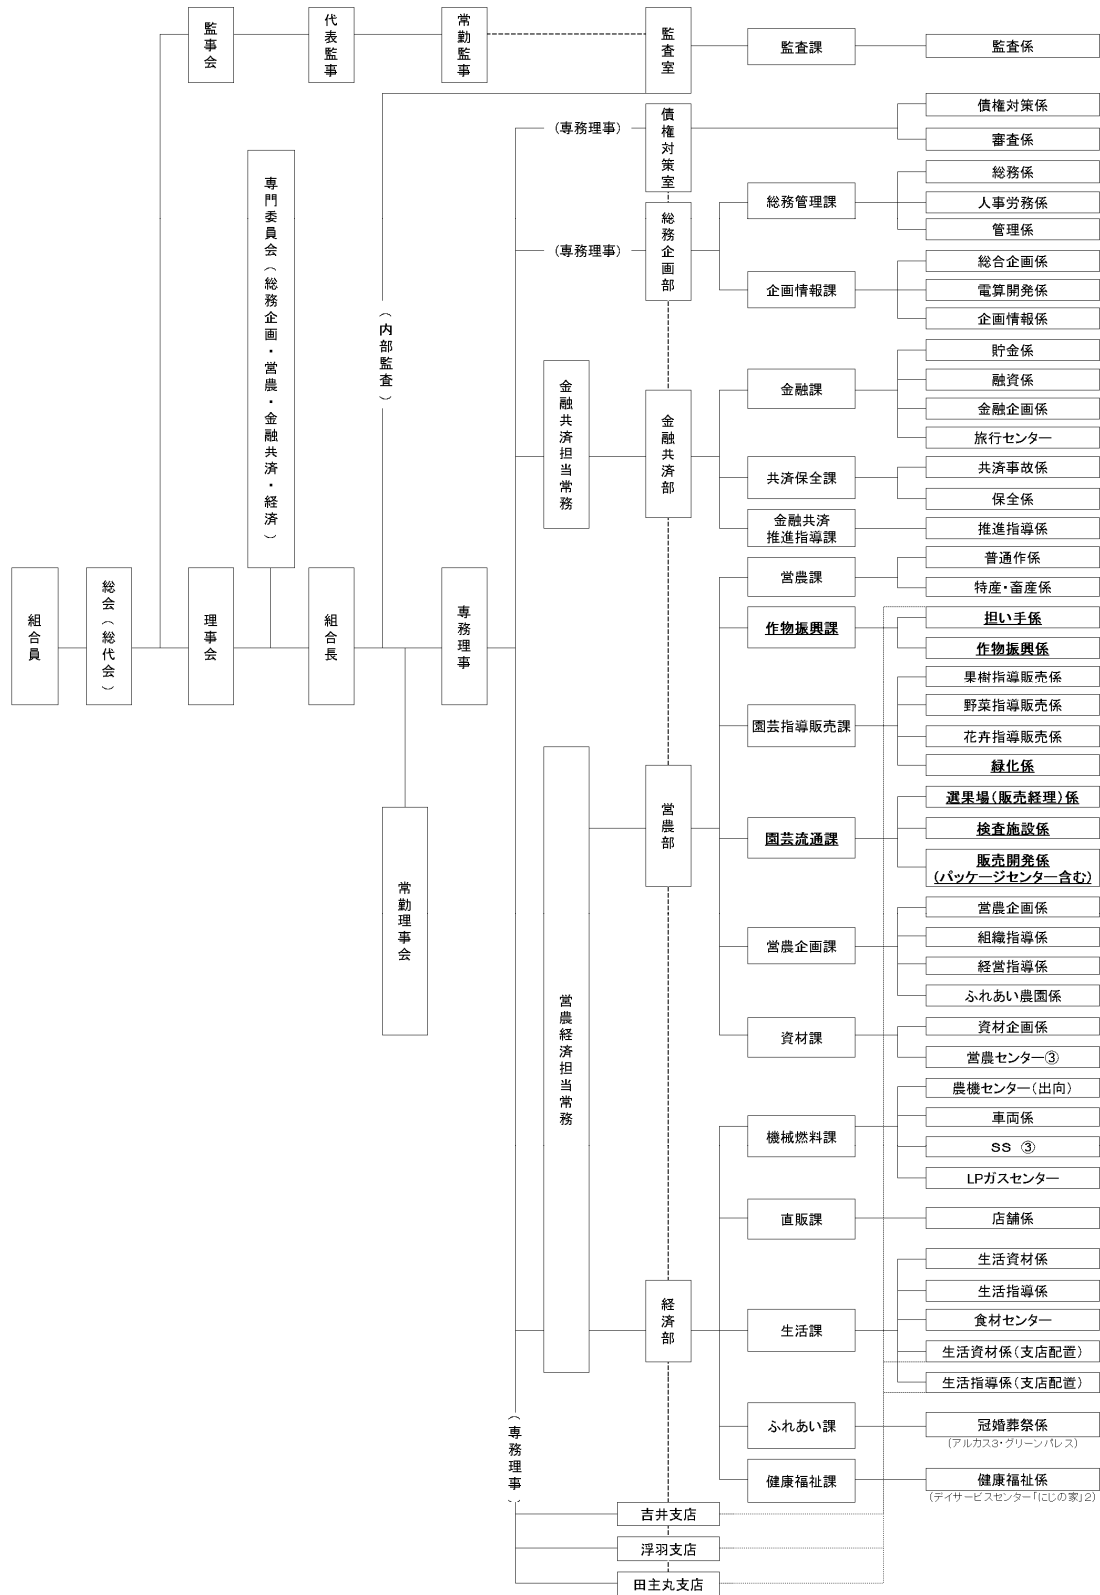 監事会
代表監事
常勤監事
監査室
監査課
監査係
(専務理事)
債権対策室
債権対策係
審査係
専門委員会(総務企画・営農・金融共済・経済)
(専務理事)
総務企画部
総務管理課
総務係
人事労務係
管理係
企画情報課
総合企画係
電算開発係
企画情報係
(内部監査)
金融共済担当常務
金融共済部
金融課
貯金係
融資係
金融企画係
旅行センター
共済保全課
共済事故係
保全係
金融共済
推進指導課
推進指導係
組合員
総会(総代会)
理事会
組合長
専務理事
常勤理事会
営農経済担当常務
営農部
営農課
普通作係
特産・畜産係
作物振興課
担い手係
作物振興係
園芸指導販売課
果樹指導販売係
野菜指導販売係
花卉指導販売係
緑化係
園芸流通課
選果場(販売経理)係
検査施設係
販売開発係
(パッケージセンター含む)
営農企画課
営農企画係
組織指導係
経営指導係
ふれあい農園係
資材課
資材企画係
営農センター③
経済部
機械燃料課
農機センター(出向)
車両係
SS ③
LPガスセンター
直販課
店舗係
生活課
生活資材係
生活指導係
食材センター
生活資材係(支店配置)
生活指導係(支店配置)
ふれあい課
冠婚葬祭係
(アルカス3・グリーンパレス)
健康福祉課
健康福祉係
(デイサービスセンター「にじの家」2)
(専務理事)
吉井支店
浮羽支店
田主丸支店